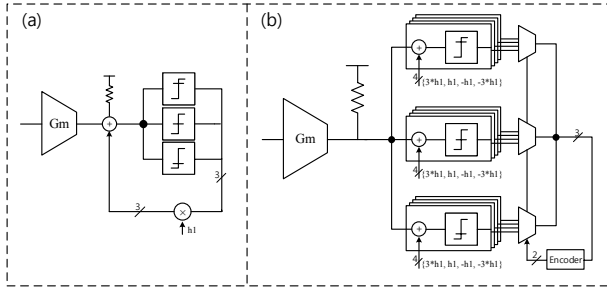 (a)
Gm
3
3
h1
(b)
Gm
4
{3*h1, h1, -h1, -3*h1}
4
{3*h1, h1, -h1, -3*h1}
3
4
{3*h1, h1, -h1, -3*h1}
2
Encoder